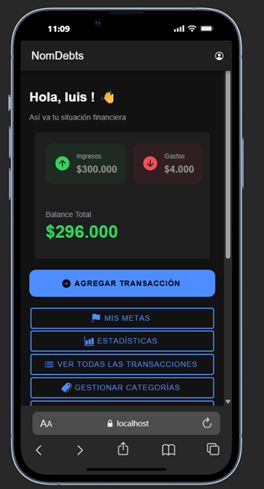 11:09
NomDebts
Hola, luis ! 👋
Así va tu situación financiera
Ingresos
$300.000
Gastos
$4.000
Balance Total
$296.000
AGREGAR TRANSACCIÓN
MIS METAS
ESTADÍSTICAS
VER TODAS LAS TRANSACCIONES
GESTIONAR CATEGORÍAS
AA
localhost